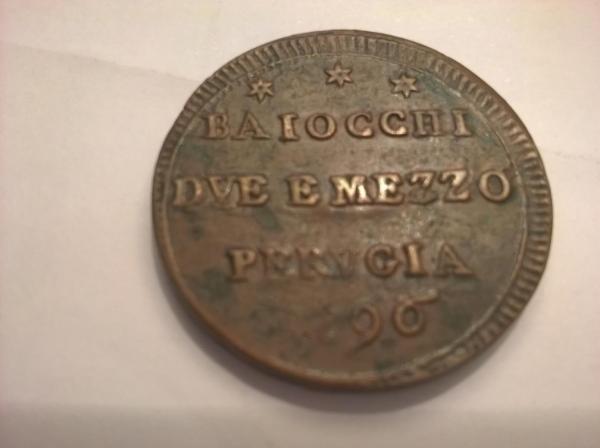 BAIOCCHI
DVE E MEZZO
PERVGIA
96